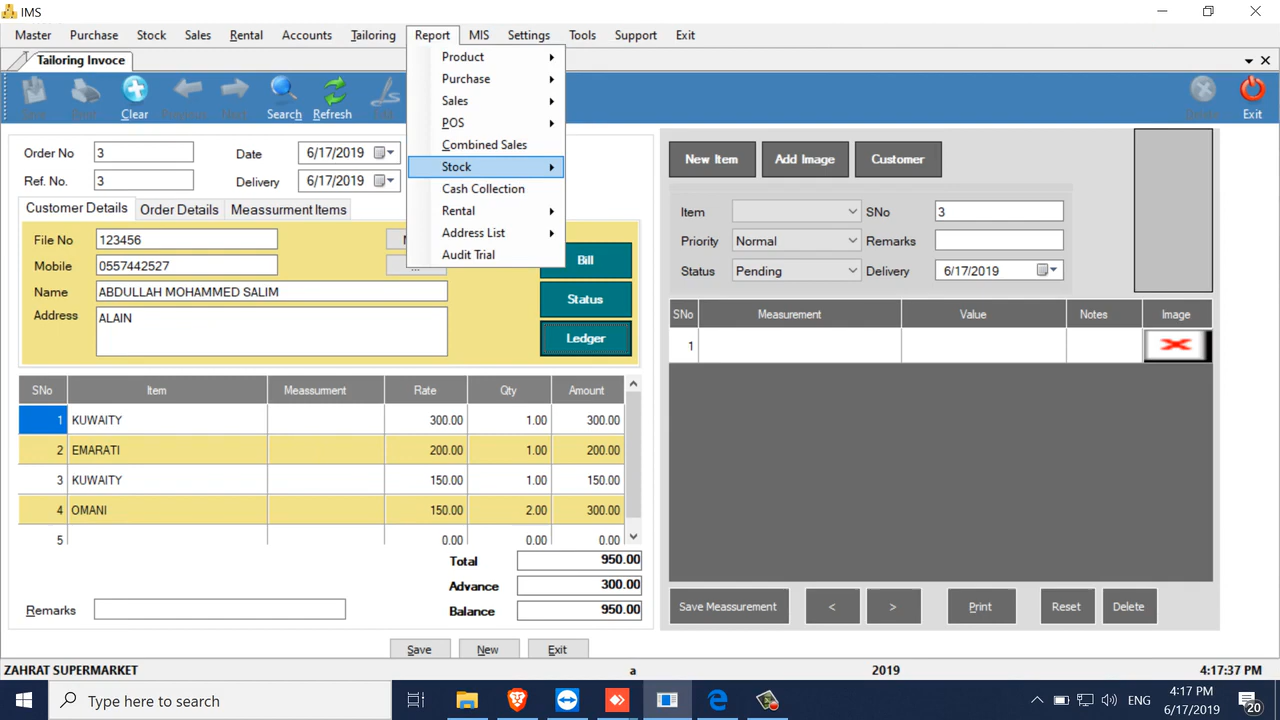 IMS
Master Purchase Stock Sales Rental Accounts Tailoring Report MIS Settings Tools Support Exit
Tailoring Invoce
Clear Search Refresh Exit
Product
Purchase
Sales
POS
Combined Sales
Stock
Cash Collection
Rental
Address List
Audit Trial
Order No 3 Date 6/17/2019
Ref. No. 3 Delivery 6/17/2019
Customer Details Order Details Meassurment Items
File No 123456
Mobile 0557442527 ...
Name ABDULLAH MOHAMMED SALIM
Address ALAIN
Bill
Status
Ledger
SNo Item Meassurment Rate Qty Amount
1 KUWAITY 300.00 1.00 300.00
2 EMARATI 200.00 1.00 200.00
3 KUWAITY 150.00 1.00 150.00
4 OMANI 150.00 2.00 300.00
5 0.00 0.00 0.00
Total 950.00
Advance 300.00
Balance 950.00
Remarks
Save New Exit
New Item Add Image Customer
Item SNo 3
Priority Normal Remarks
Status Pending Delivery 6/17/2019
SNo Measurement Value Notes Image
1
Save Measurement < > Print Reset Delete
ZAHRAT SUPERMARKET a 2019 4:17:37 PM
Type here to search ENG 4:17 PM
6/17/2019 20